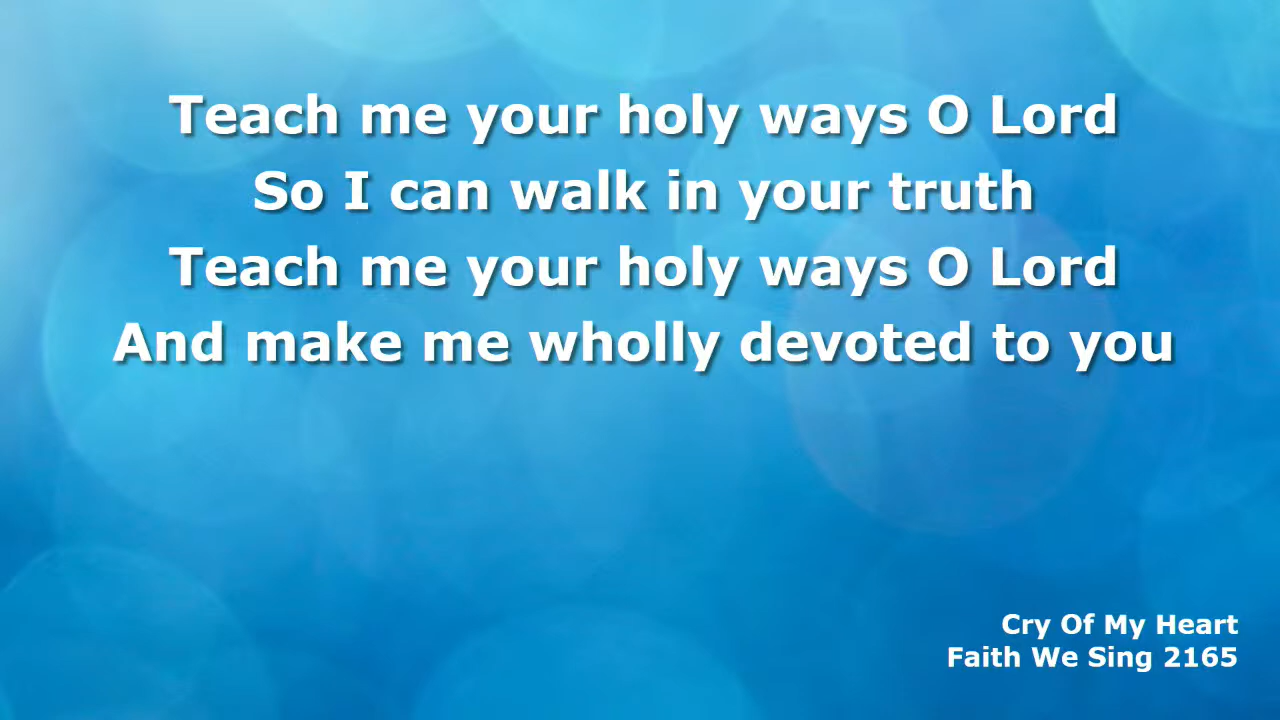 Teach me your holy ways O Lord
So I can walk in your truth
Teach me your holy ways O Lord
And make me wholly devoted to you
Cry Of My Heart
Faith We Sing 2165